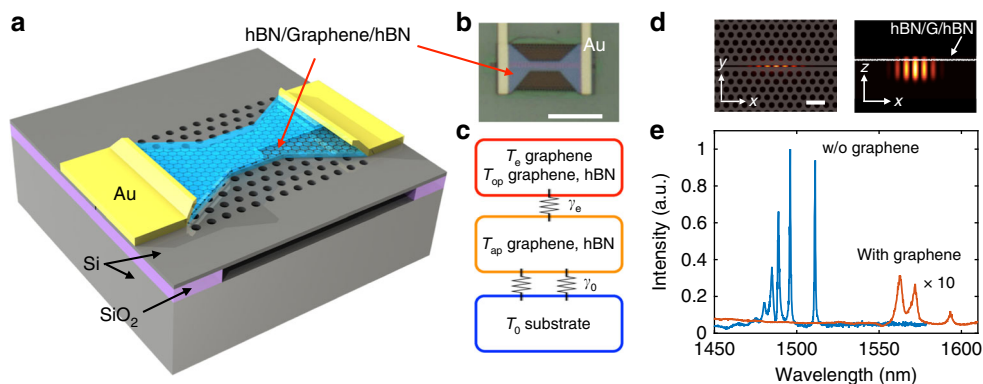 a
hBN/Graphene/hBN
Au
Si
SiO₂
b
Au
c
Tₑ graphene
Tₒₚ graphene, hBN
γₑ
Tₐₚ graphene, hBN
γ₀
T₀ substrate
d
y
x
hBN/G/hBN
z
x
e
w/o graphene
With graphene
× 10
Intensity (a.u.)
1
0.8
0.6
0.4
0.2
0
1450
1500
1550
1600
Wavelength (nm)